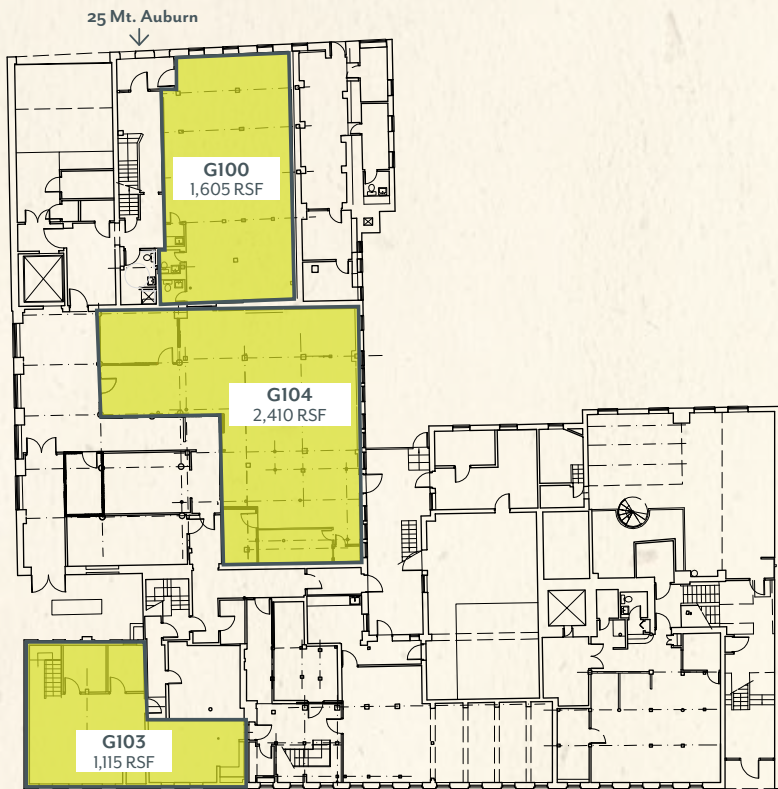 25 Mt. Auburn
G100
1,605 RSF
G104
2,410 RSF
G103
1,115 RSF